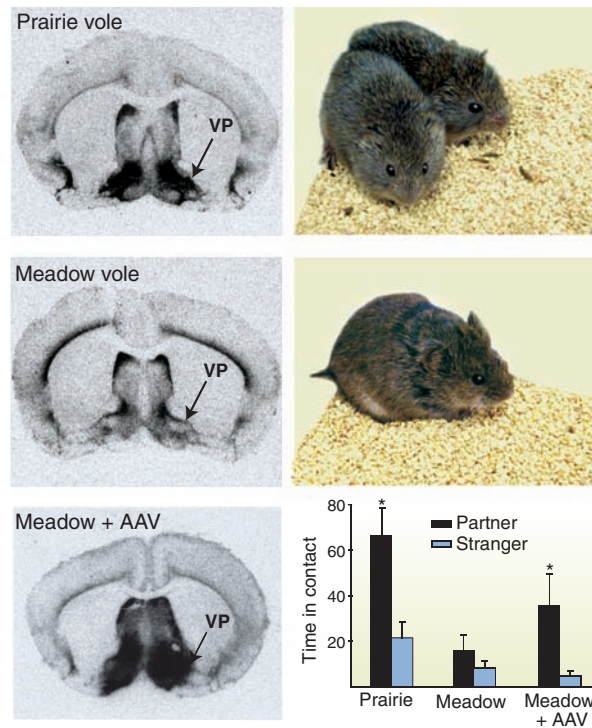 Prairie vole
VP
Meadow vole
VP
Meadow + AAV
VP
80
60
40
20
Time in contact
*
*
Partner
Stranger
Prairie
Meadow
Meadow
+ AAV